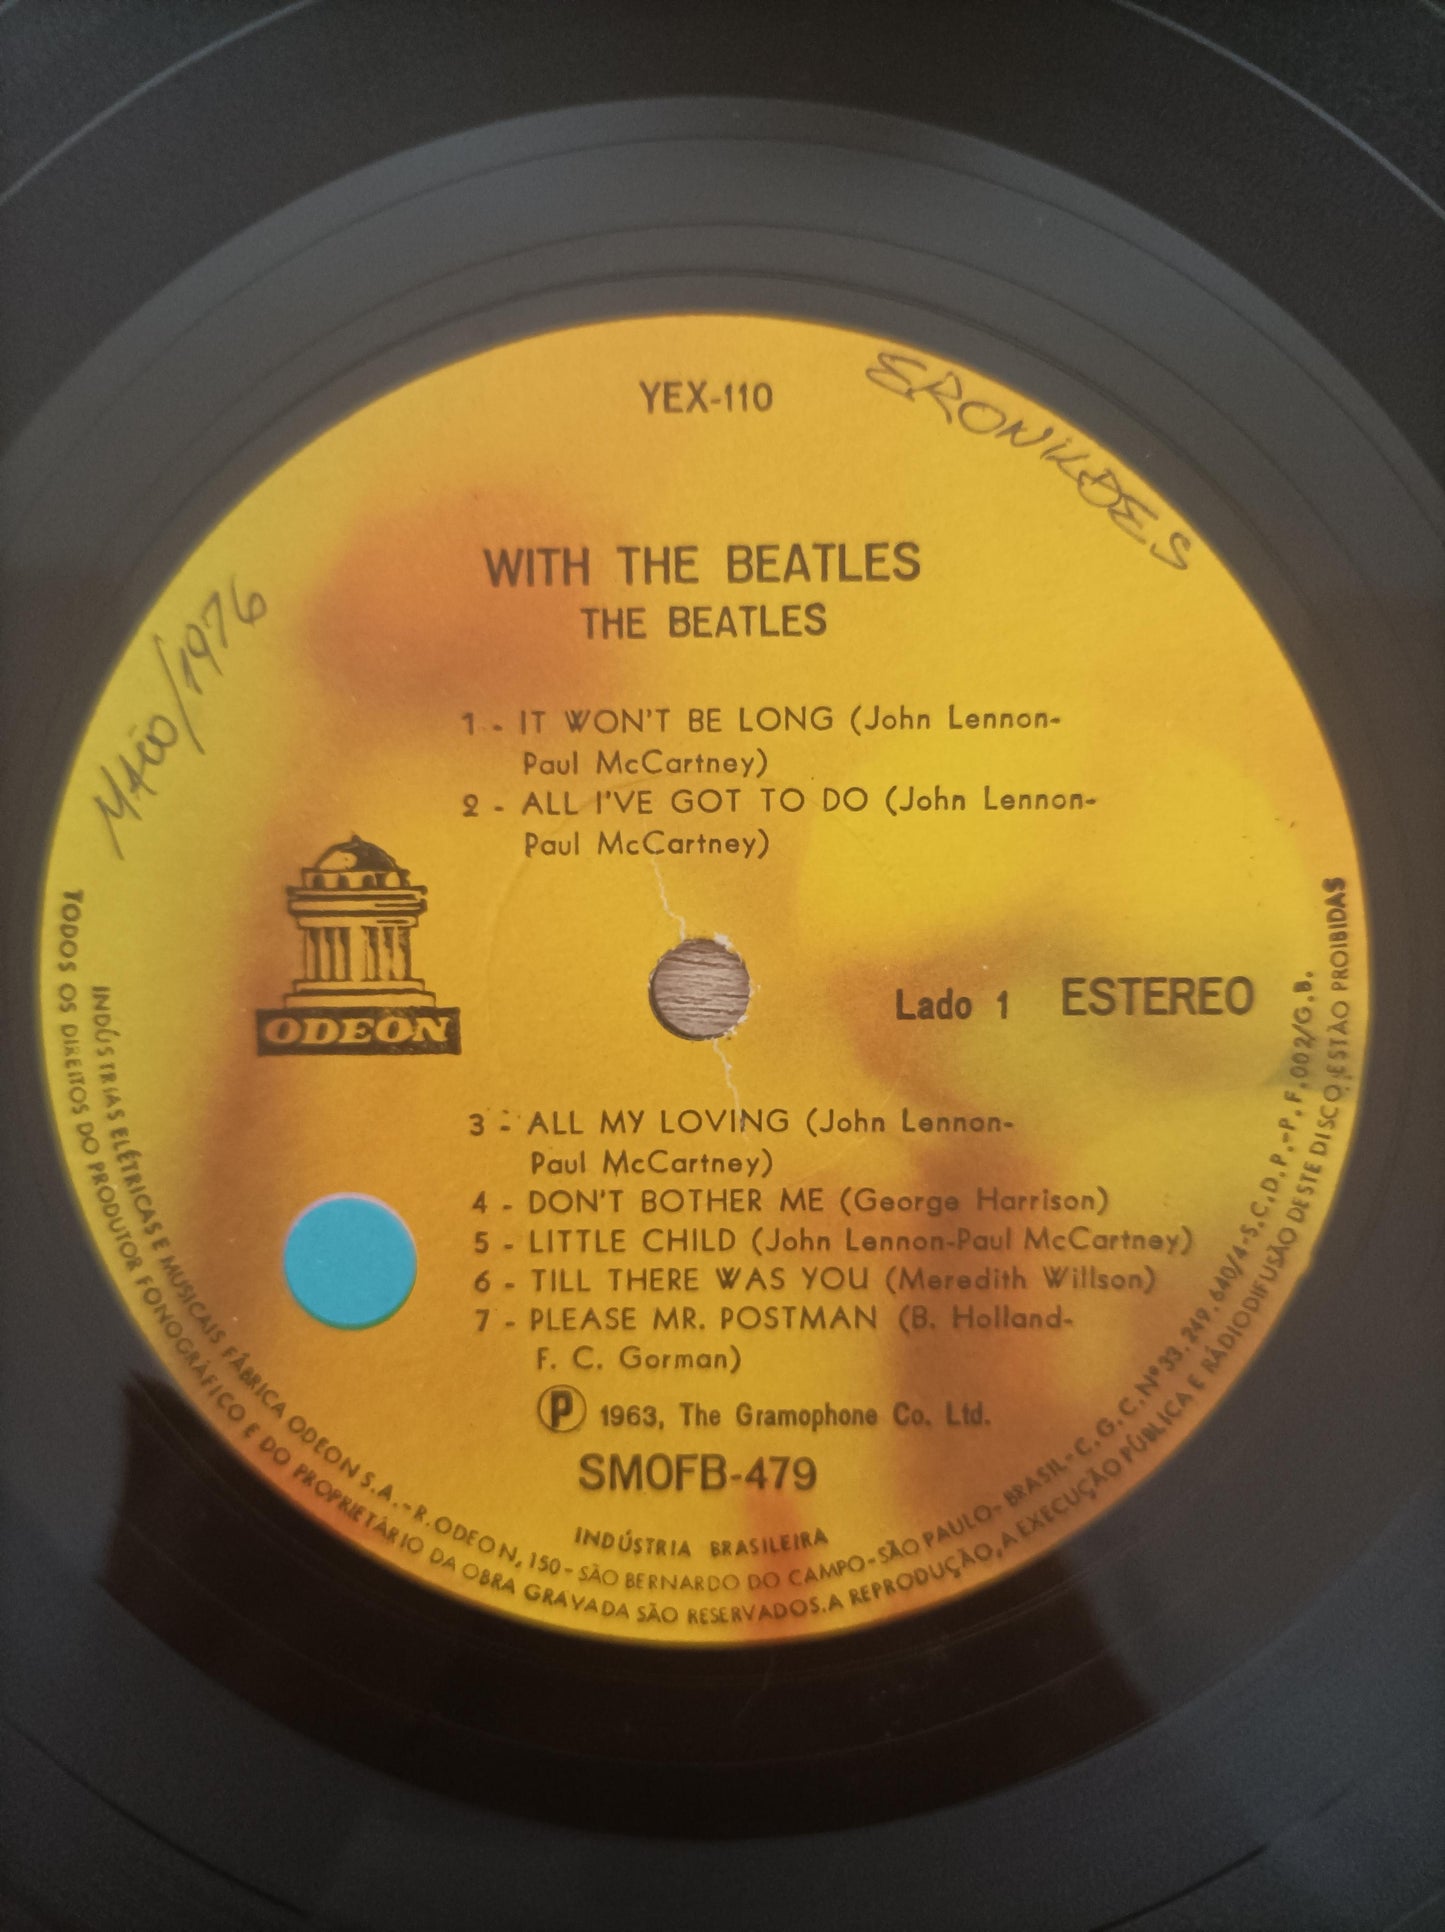 YEX-110
ERONILDES
MAIO/1976
WITH THE BEATLES
THE BEATLES
1 - IT WON'T BE LONG (John Lennon-
Paul McCartney)
2 - ALL I'VE GOT TO DO (John Lennon-
Paul McCartney)
ODEON
Lado 1 ESTEREO
3 - ALL MY LOVING (John Lennon-
Paul McCartney)
4 - DON'T BOTHER ME (George Harrison)
5 - LITTLE CHILD (John Lennon-Paul McCartney)
6 - TILL THERE WAS YOU (Meredith Willson)
7 - PLEASE MR. POSTMAN (B. Holland-
F. C. Gorman)
Ⓟ 1963, The Gramophone Co. Ltd.
SMOFB-479
INDÚSTRIA BRASILEIRA
INDÚSTRIAS ELÉTRICAS E MUSICAIS FÁBRICA ODEON S.A.-R.ODEON, 150-SÃO BERNARDO DO CAMPO-SÃO PAULO-BRASIL-C.G.C.Nº33.249.640/4-S.C.D.P.-P.F.002/G.B.
TODOS OS DIREITOS DO PRODUTOR FONOGRÁFICO E DO PROPRIETÁRIO DA OBRA GRAVADA SÃO RESERVADOS.A REPRODUÇÃO,A EXECUÇÃO PÚBLICA E RÁDIODIFUSÃO DESTE DISCO,ESTÃO PROIBIDAS